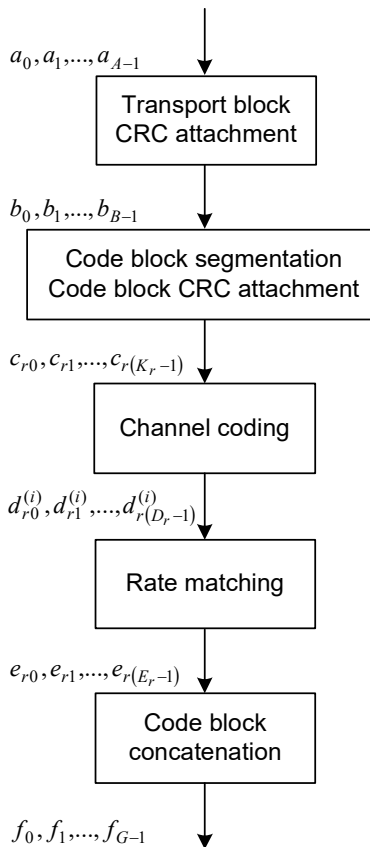 a_0, a_1, ..., a_{A-1}
Transport block
CRC attachment
b_0, b_1, ..., b_{B-1}
Code block segmentation
Code block CRC attachment
c_{r0}, c_{r1}, ..., c_{r(K_r-1)}
Channel coding
d_{r0}^{(i)}, d_{r1}^{(i)}, ..., d_{r(D_r-1)}^{(i)}
Rate matching
e_{r0}, e_{r1}, ..., e_{r(E_r-1)}
Code block
concatenation
f_0, f_1, ..., f_{G-1}